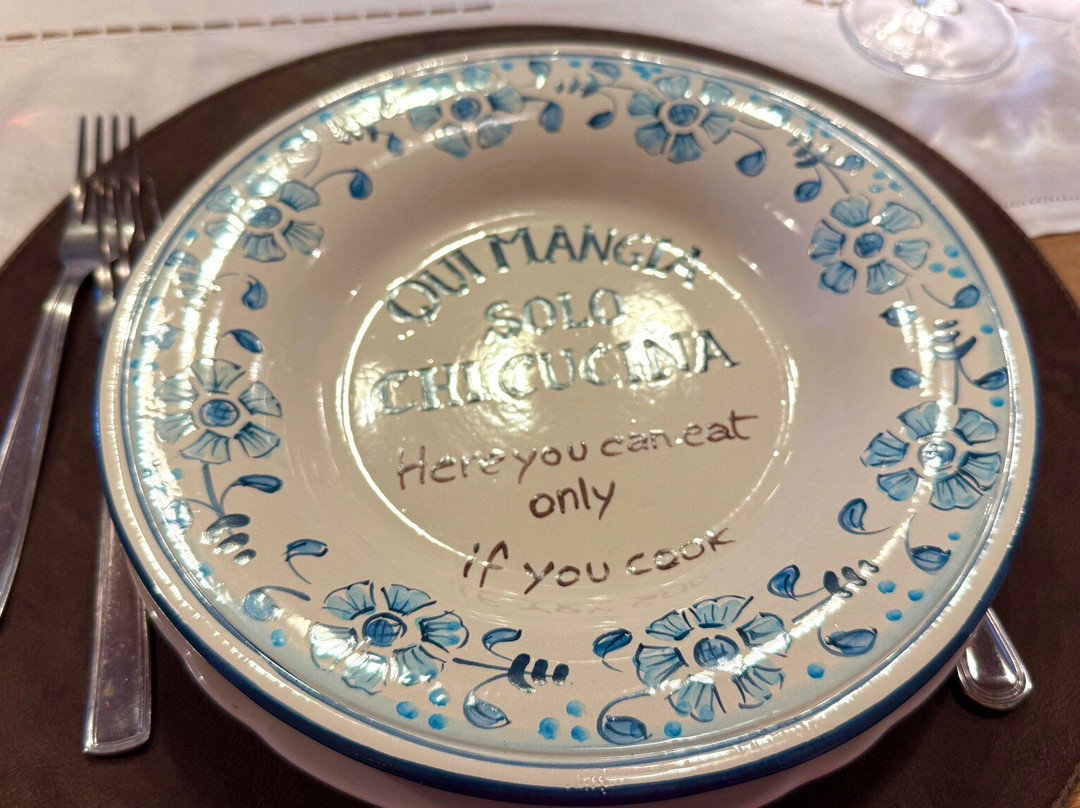 QUI MANGIA
SOLO
CHI CUCINA
Here you can eat
only
if you cook